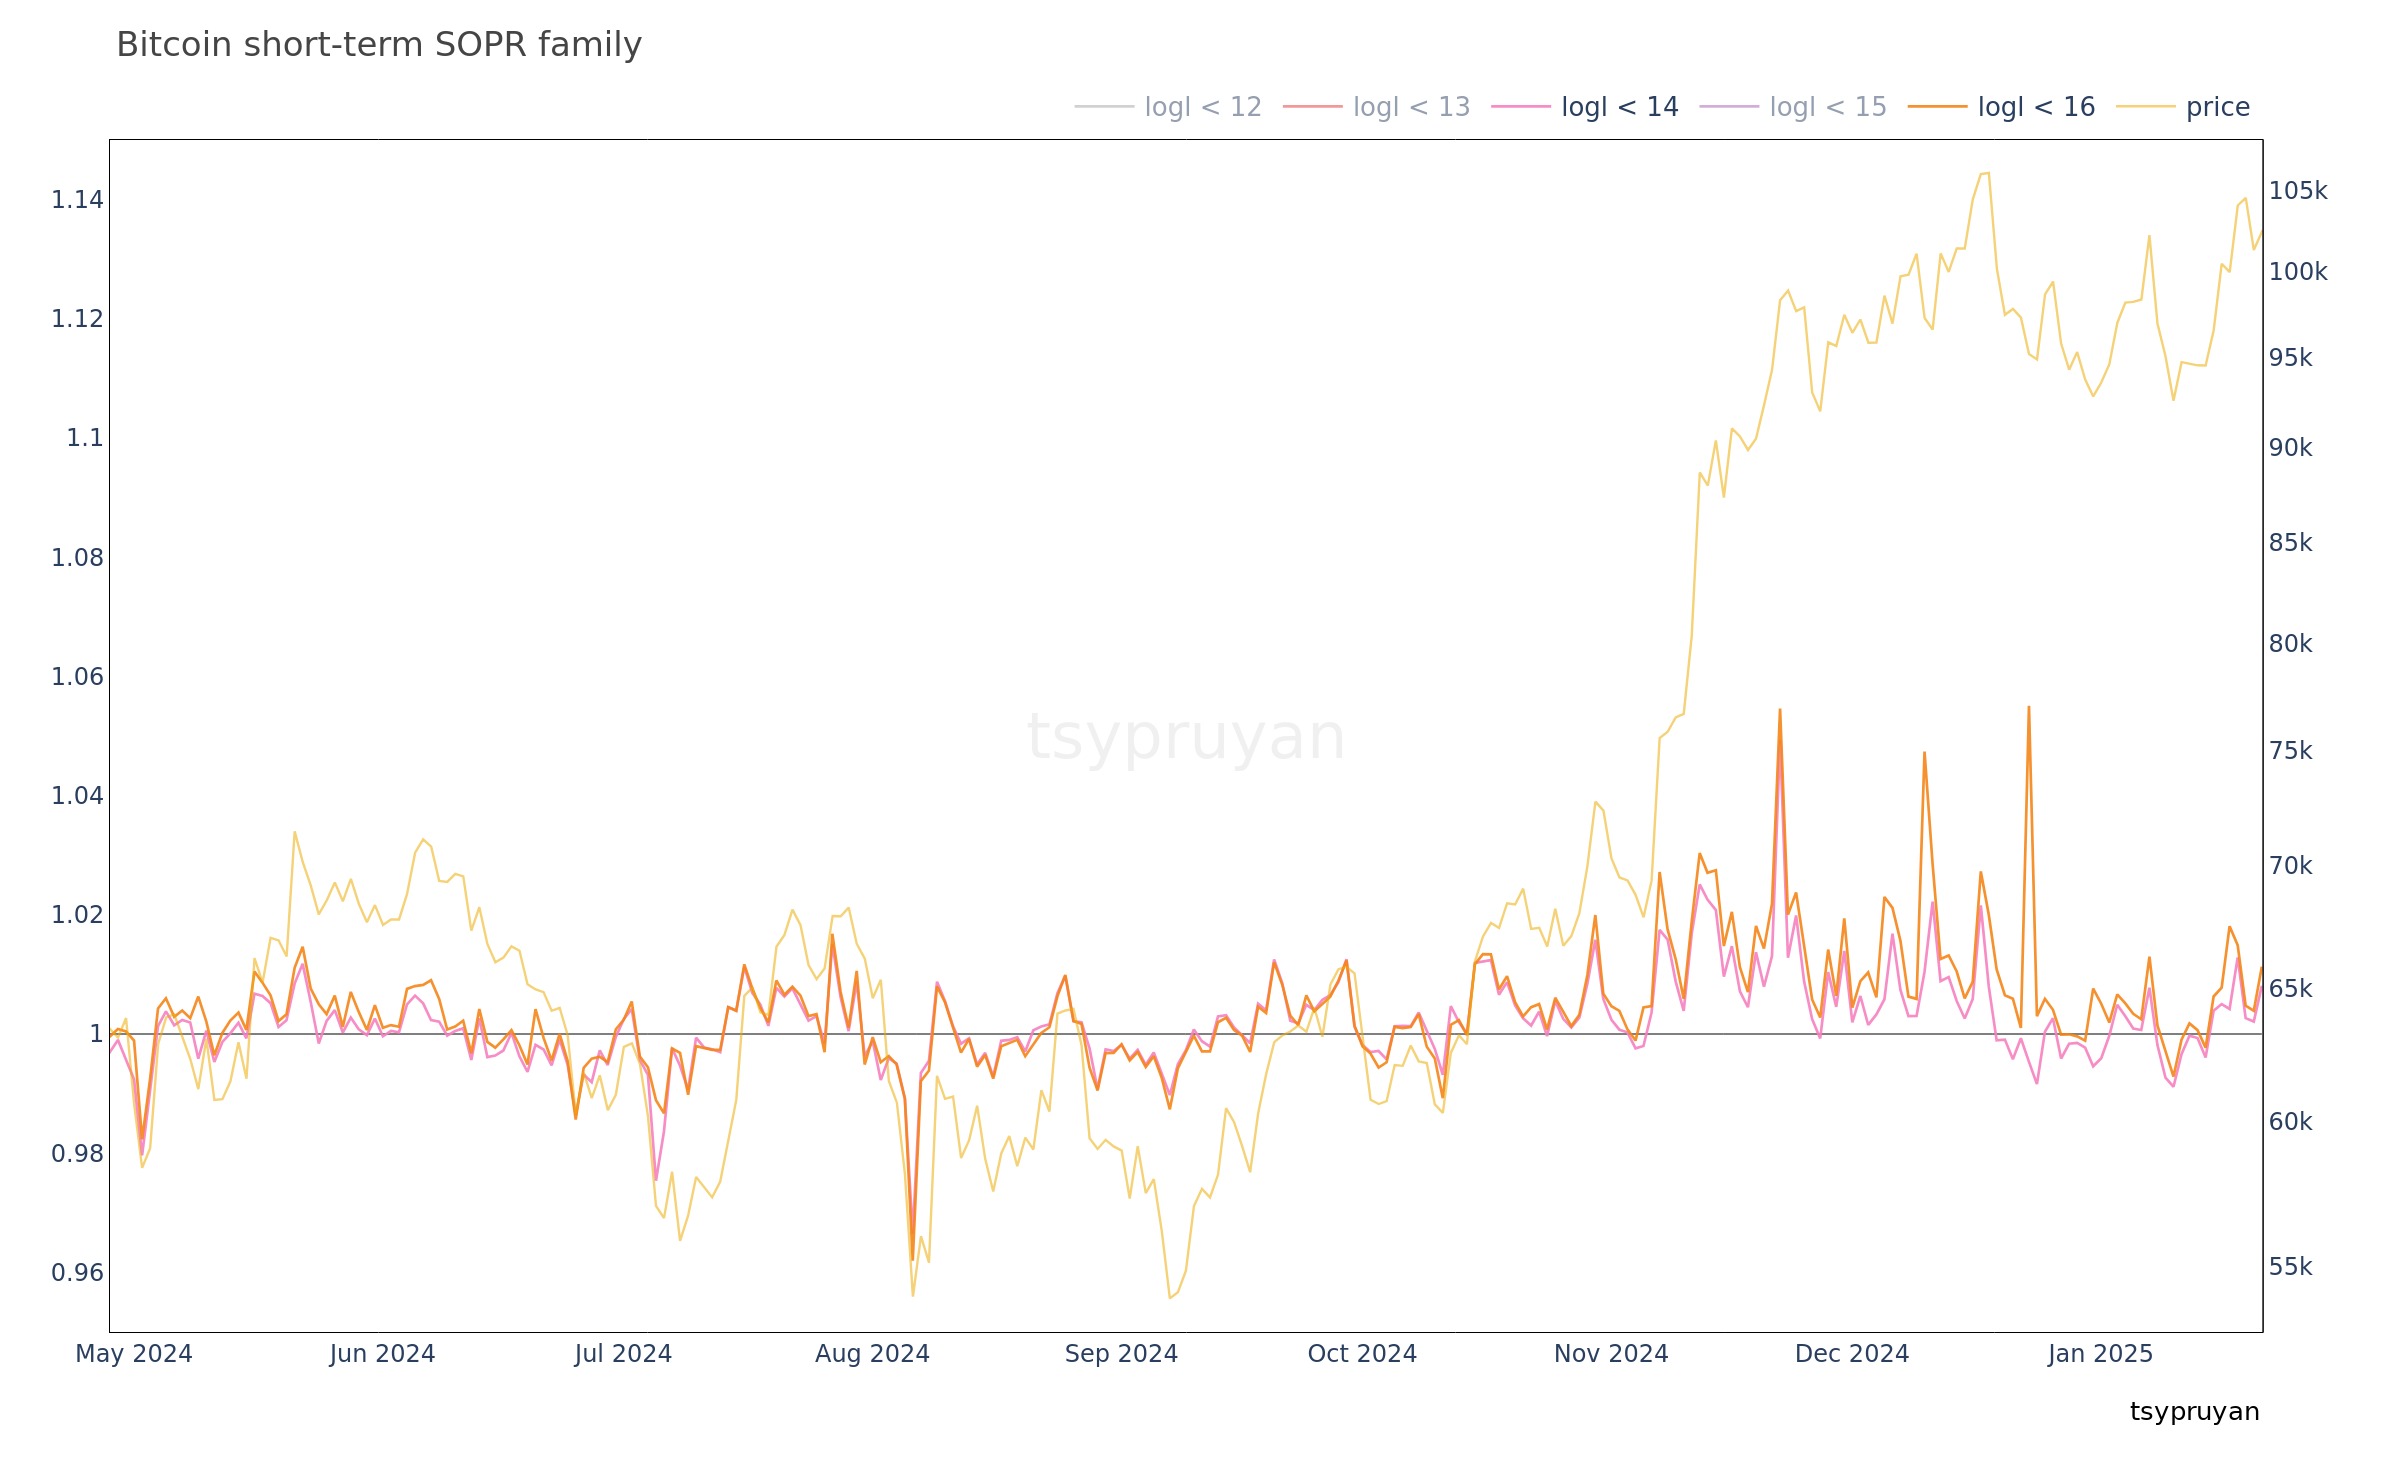 Bitcoin short-term SOPR family
logl < 12 logl < 13 logl < 14 logl < 15 logl < 16 price
1.14 105k
1.12 100k
95k
1.1 90k
1.08 85k
1.06 80k
tsypruyan
75k
1.04
1.02 70k
1 65k
0.98 60k
0.96 55k
May 2024 Jun 2024 Jul 2024 Aug 2024 Sep 2024 Oct 2024 Nov 2024 Dec 2024 Jan 2025
tsypruyan